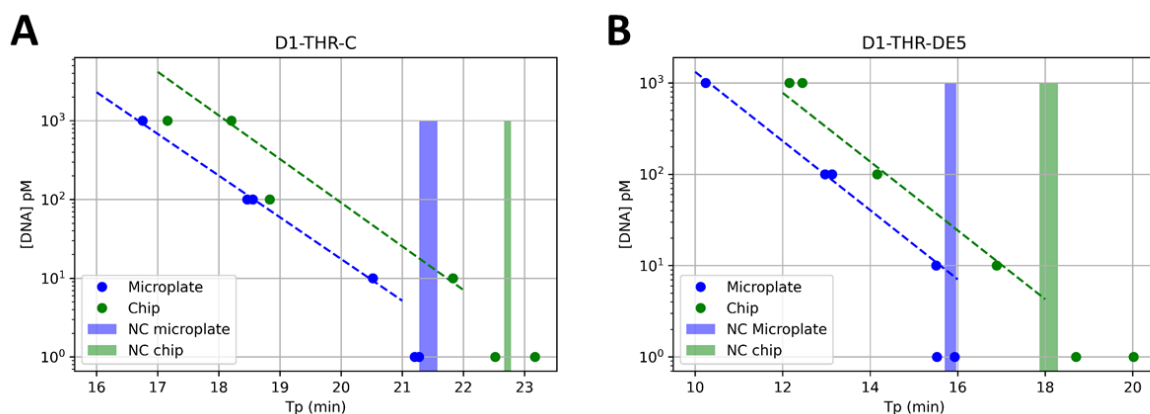 A
D1-THR-C
[DNA] pM
10³
10²
10¹
10⁰
Microplate
Chip
NC microplate
NC chip
16 17 18 19 20 21 22 23
Tp (min)
B
D1-THR-DE5
[DNA] pM
10³
10²
10¹
10⁰
Microplate
Chip
NC Microplate
NC chip
10 12 14 16 18 20
Tp (min)